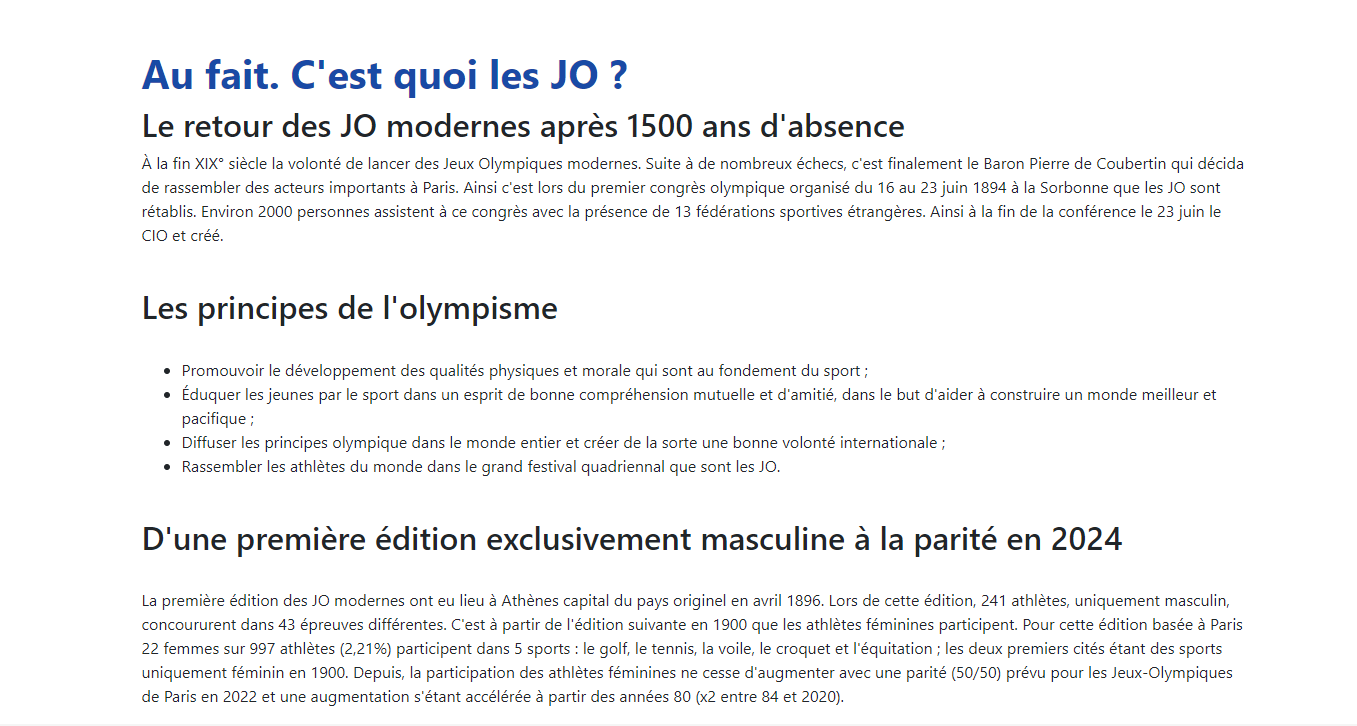 Au fait. C'est quoi les JO ?
Le retour des JO modernes après 1500 ans d'absence
À la fin XIX° siècle la volonté de lancer des Jeux Olympiques modernes. Suite à de nombreux échecs, c'est finalement le Baron Pierre de Coubertin qui décida
de rassembler des acteurs importants à Paris. Ainsi c'est lors du premier congrès olympique organisé du 16 au 23 juin 1894 à la Sorbonne que les JO sont
rétablis. Environ 2000 personnes assistent à ce congrès avec la présence de 13 fédérations sportives étrangères. Ainsi à la fin de la conférence le 23 juin le
CIO et créé.
Les principes de l'olympisme
• Promouvoir le développement des qualités physiques et morale qui sont au fondement du sport ;
• Éduquer les jeunes par le sport dans un esprit de bonne compréhension mutuelle et d'amitié, dans le but d'aider à construire un monde meilleur et
pacifique ;
• Diffuser les principes olympique dans le monde entier et créer de la sorte une bonne volonté internationale ;
• Rassembler les athlètes du monde dans le grand festival quadriennal que sont les JO.
D'une première édition exclusivement masculine à la parité en 2024
La première édition des JO modernes ont eu lieu à Athènes capital du pays originel en avril 1896. Lors de cette édition, 241 athlètes, uniquement masculin,
concoururent dans 43 épreuves différentes. C'est à partir de l'édition suivante en 1900 que les athlètes féminines participent. Pour cette édition basée à Paris
22 femmes sur 997 athlètes (2,21%) participent dans 5 sports : le golf, le tennis, la voile, le croquet et l'équitation ; les deux premiers cités étant des sports
uniquement féminin en 1900. Depuis, la participation des athlètes féminines ne cesse d'augmenter avec une parité (50/50) prévu pour les Jeux-Olympiques
de Paris en 2022 et une augmentation s'étant accélérée à partir des années 80 (x2 entre 84 et 2020).